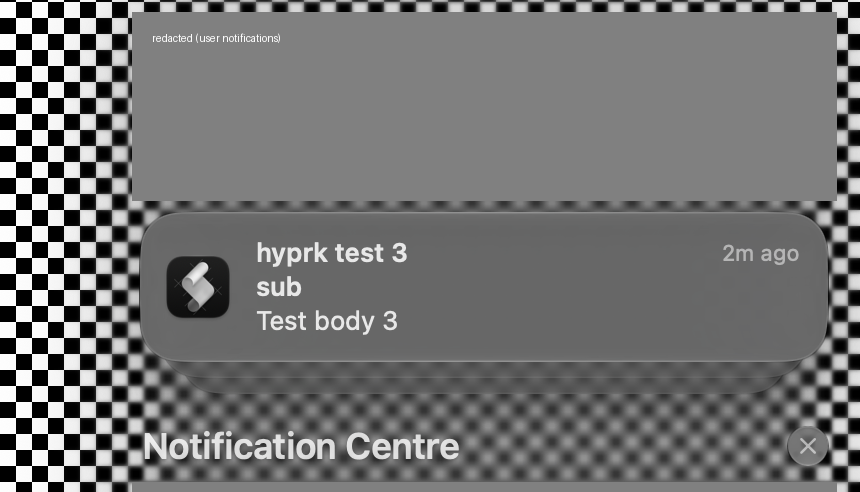 redacted (user notifications)
hyprk test 3
2m ago
sub
Test body 3
Notification Centre